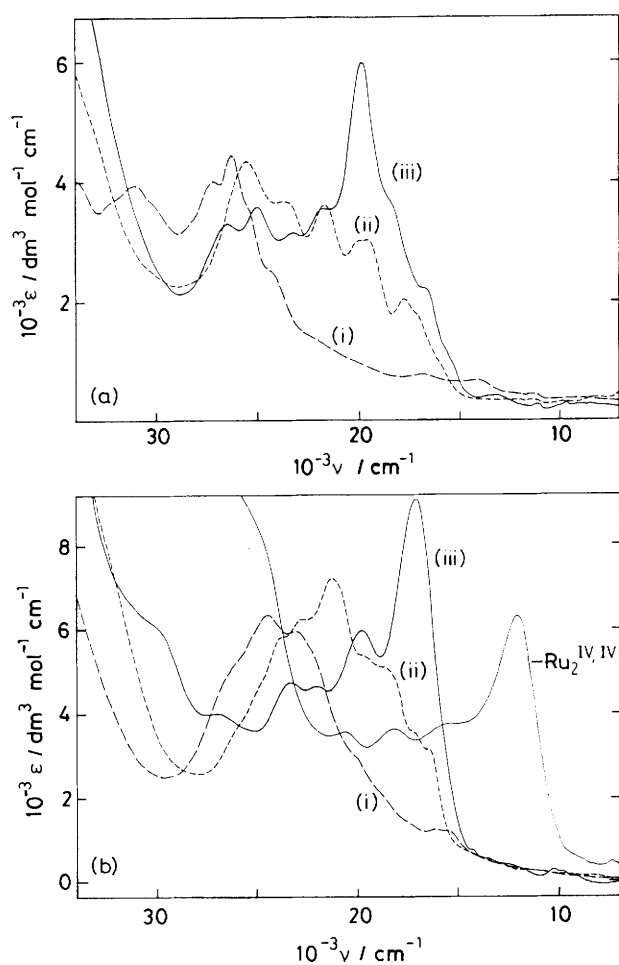 6
4
2
10⁻³ε / dm³ mol⁻¹ cm⁻¹
(iii)
(ii)
(i)
(a)
30
20
10
10⁻³ν / cm⁻¹
8
6
4
2
0
10⁻³ε / dm³ mol⁻¹ cm⁻¹
(iii)
–Ru₂ᴵⱽ,ᴵⱽ
(ii)
(i)
(b)
30
20
10
10⁻³ν / cm⁻¹